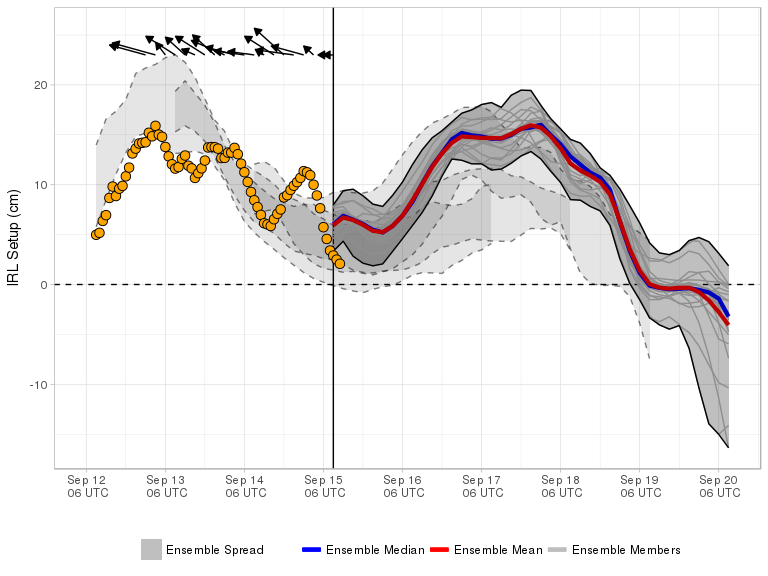 IRL Setup (cm)
20
10
0
-10
Sep 12 Sep 13 Sep 14 Sep 15 Sep 16 Sep 17 Sep 18 Sep 19 Sep 20
06 UTC 06 UTC 06 UTC 06 UTC 06 UTC 06 UTC 06 UTC 06 UTC 06 UTC
Ensemble Spread Ensemble Median Ensemble Mean Ensemble Members